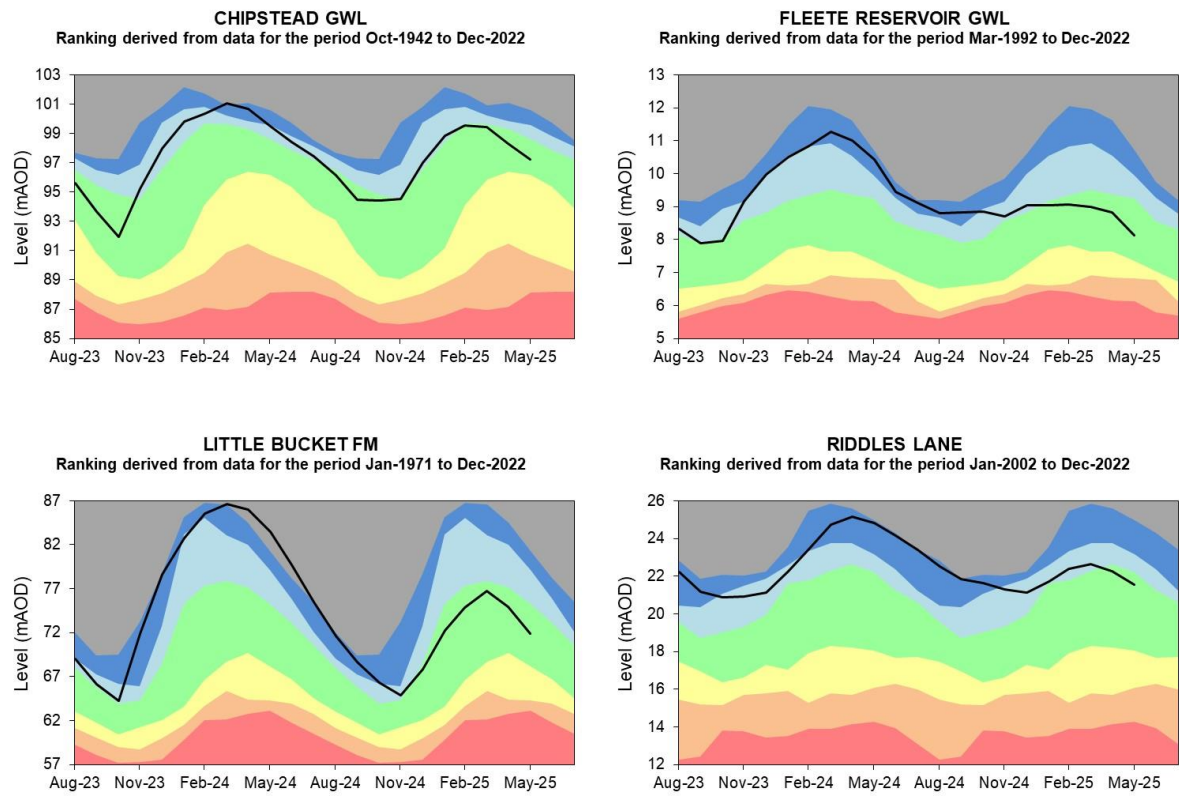 CHIPSTEAD GWL
Ranking derived from data for the period Oct-1942 to Dec-2022
Level (mAOD)
103
101
99
97
95
93
91
89
87
85
Aug-23 Nov-23 Feb-24 May-24 Aug-24 Nov-24 Feb-25 May-25
FLEETE RESERVOIR GWL
Ranking derived from data for the period Mar-1992 to Dec-2022
Level (mAOD)
13
12
11
10
9
8
7
6
5
Aug-23 Nov-23 Feb-24 May-24 Aug-24 Nov-24 Feb-25 May-25
LITTLE BUCKET FM
Ranking derived from data for the period Jan-1971 to Dec-2022
Level (mAOD)
87
82
77
72
67
62
57
Aug-23 Nov-23 Feb-24 May-24 Aug-24 Nov-24 Feb-25 May-25
RIDDLES LANE
Ranking derived from data for the period Jan-2002 to Dec-2022
Level (mAOD)
26
24
22
20
18
16
14
12
Aug-23 Nov-23 Feb-24 May-24 Aug-24 Nov-24 Feb-25 May-25